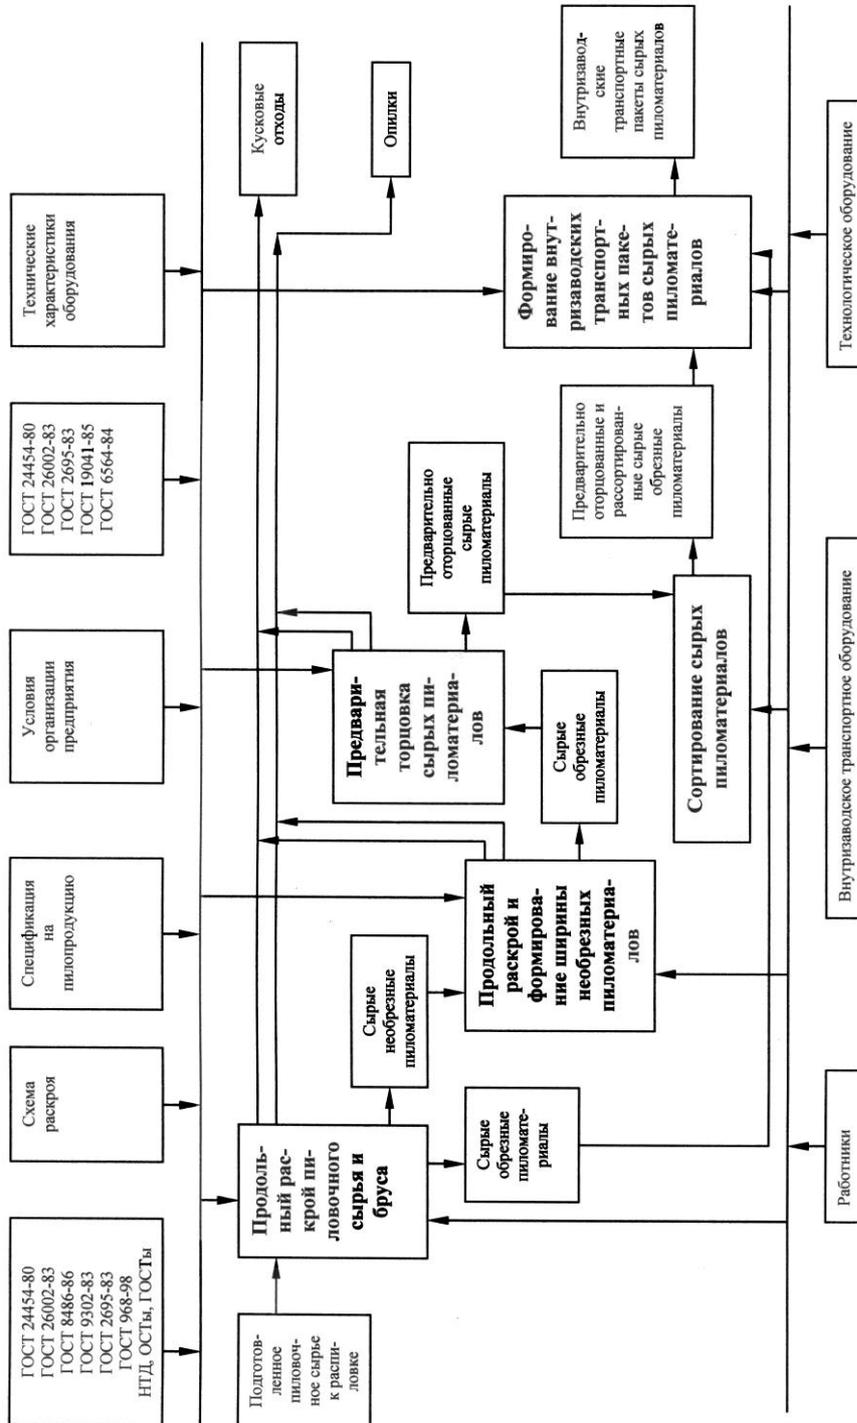 ГОСТ 24454-80
ГОСТ 26002-83
ГОСТ 8486-86
ГОСТ 9302-83
ГОСТ 2695-83
ГОСТ 968-98
НТД, ОСТы, ГОСТы
Схема
раскроя
Спецификация
на
пилопродукцию
Условия
организации
предприятия
ГОСТ 24454-80
ГОСТ 26002-83
ГОСТ 2695-83
ГОСТ 19041-85
ГОСТ 6564-84
Технические
характеристики
оборудования
Подготов-
ленное
пиловоч-
ное сырье
к распи-
ловке
Продоль-
ный рас-
крой пи-
ловочного
сырья и
бруса
Кусковые
отходы
Опилки
Сырые
необрезные
пиломатериалы
Сырые
обрезные
пиломате-
риалы
Продольный
раскрой и
формирова-
ние ширины
необрезных
пиломатериа-
лов
Сырые
обрезные
пиломатериалы
Предвари-
тельная
торцовка
сырых пи-
ломатериа-
лов
Предварительно
оторцованные
сырые
пиломатериалы
Сортирование сырых
пиломатериалов
Предварительно
оторцованные и
рассортирован-
ные сырые
обрезные
пиломатериалы
Формиро-
вание внут-
ризаводских
транспорт-
ных паке-
тов сырых
пиломате-
риалов
Внутризавод-
ские
транспортные
пакеты сырых
пиломатериалов
Работники
Внутризаводское транспортное оборудование
Технологическое оборудование